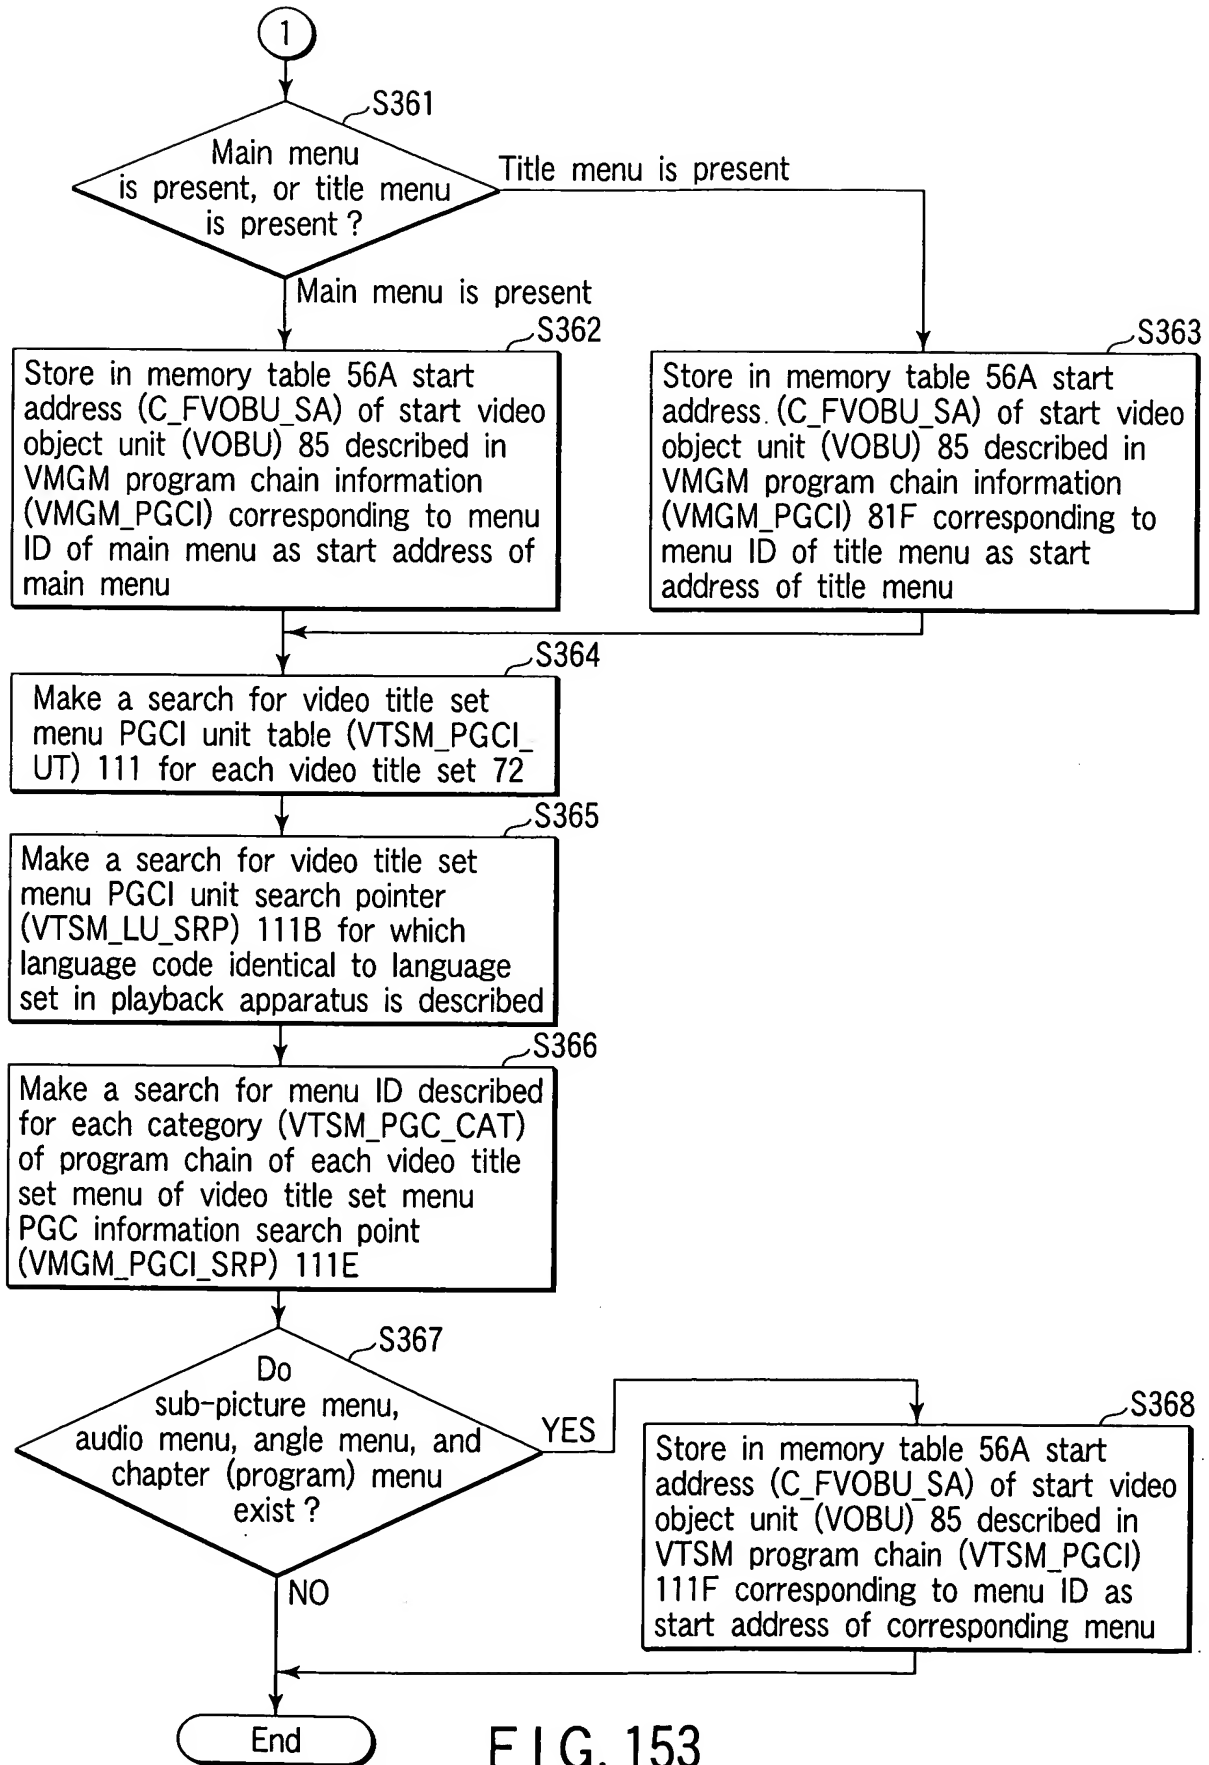 1
S361
Main menu
is present, or title menu
is present ?
Title menu is present
Main menu is present
S362
Store in memory table 56A start
address (C_FVOBU_SA) of start video
object unit (VOBU) 85 described in
VMGM program chain information
(VMGM_PGCI) corresponding to menu
ID of main menu as start address of
main menu
S363
Store in memory table 56A start
address (C_FVOBU_SA) of start video
object unit (VOBU) 85 described in
VMGM program chain information
(VMGM_PGCI) 81F corresponding to
menu ID of title menu as start
address of title menu
S364
Make a search for video title set
menu PGCI unit table (VTSM_PGCI_
UT) 111 for each video title set 72
S365
Make a search for video title set
menu PGCI unit search pointer
(VTSM_LU_SRP) 111B for which
language code identical to language
set in playback apparatus is described
S366
Make a search for menu ID described
for each category (VTSM_PGC_CAT)
of program chain of each video title
set menu of video title set menu
PGC information search point
(VMGM_PGCI_SRP) 111E
S367
Do
sub-picture menu,
audio menu, angle menu, and
chapter (program) menu
exist ?
YES
S368
Store in memory table 56A start
address (C_FVOBU_SA) of start video
object unit (VOBU) 85 described in
VTSM program chain (VTSM_PGCI)
111F corresponding to menu ID as
start address of corresponding menu
NO
End
FIG. 153